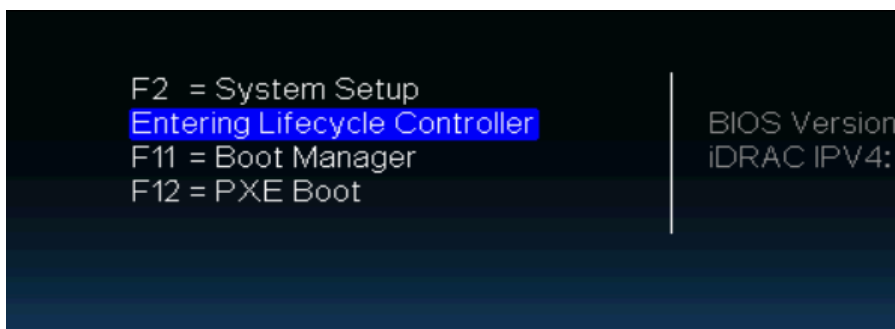 F2 = System Setup
Entering Lifecycle Controller
F11 = Boot Manager
F12 = PXE Boot
BIOS Version
iDRAC IPV4: